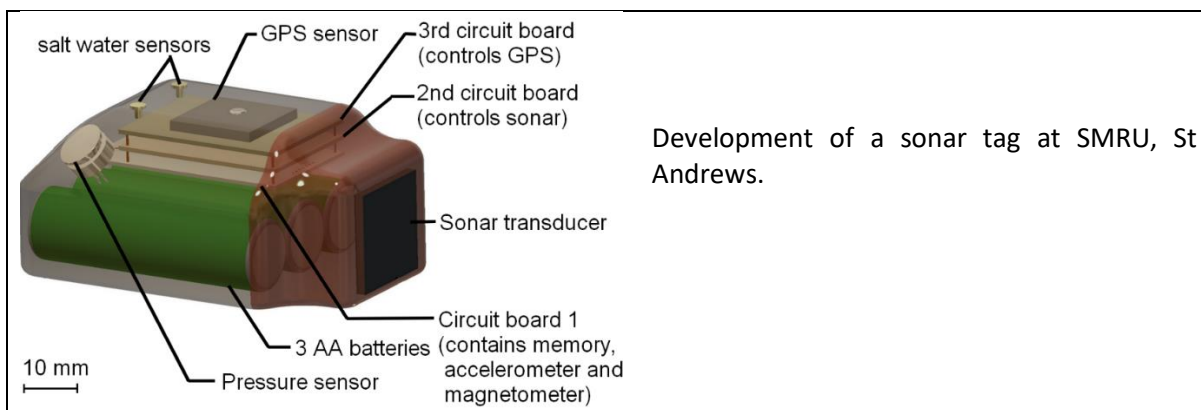 salt water sensors
GPS sensor
3rd circuit board
(controls GPS)
2nd circuit board
(controls sonar)
Sonar transducer
Circuit board 1
(contains memory,
accelerometer and
magnetometer)
3 AA batteries
Pressure sensor
10 mm
Development of a sonar tag at SMRU, St
Andrews.